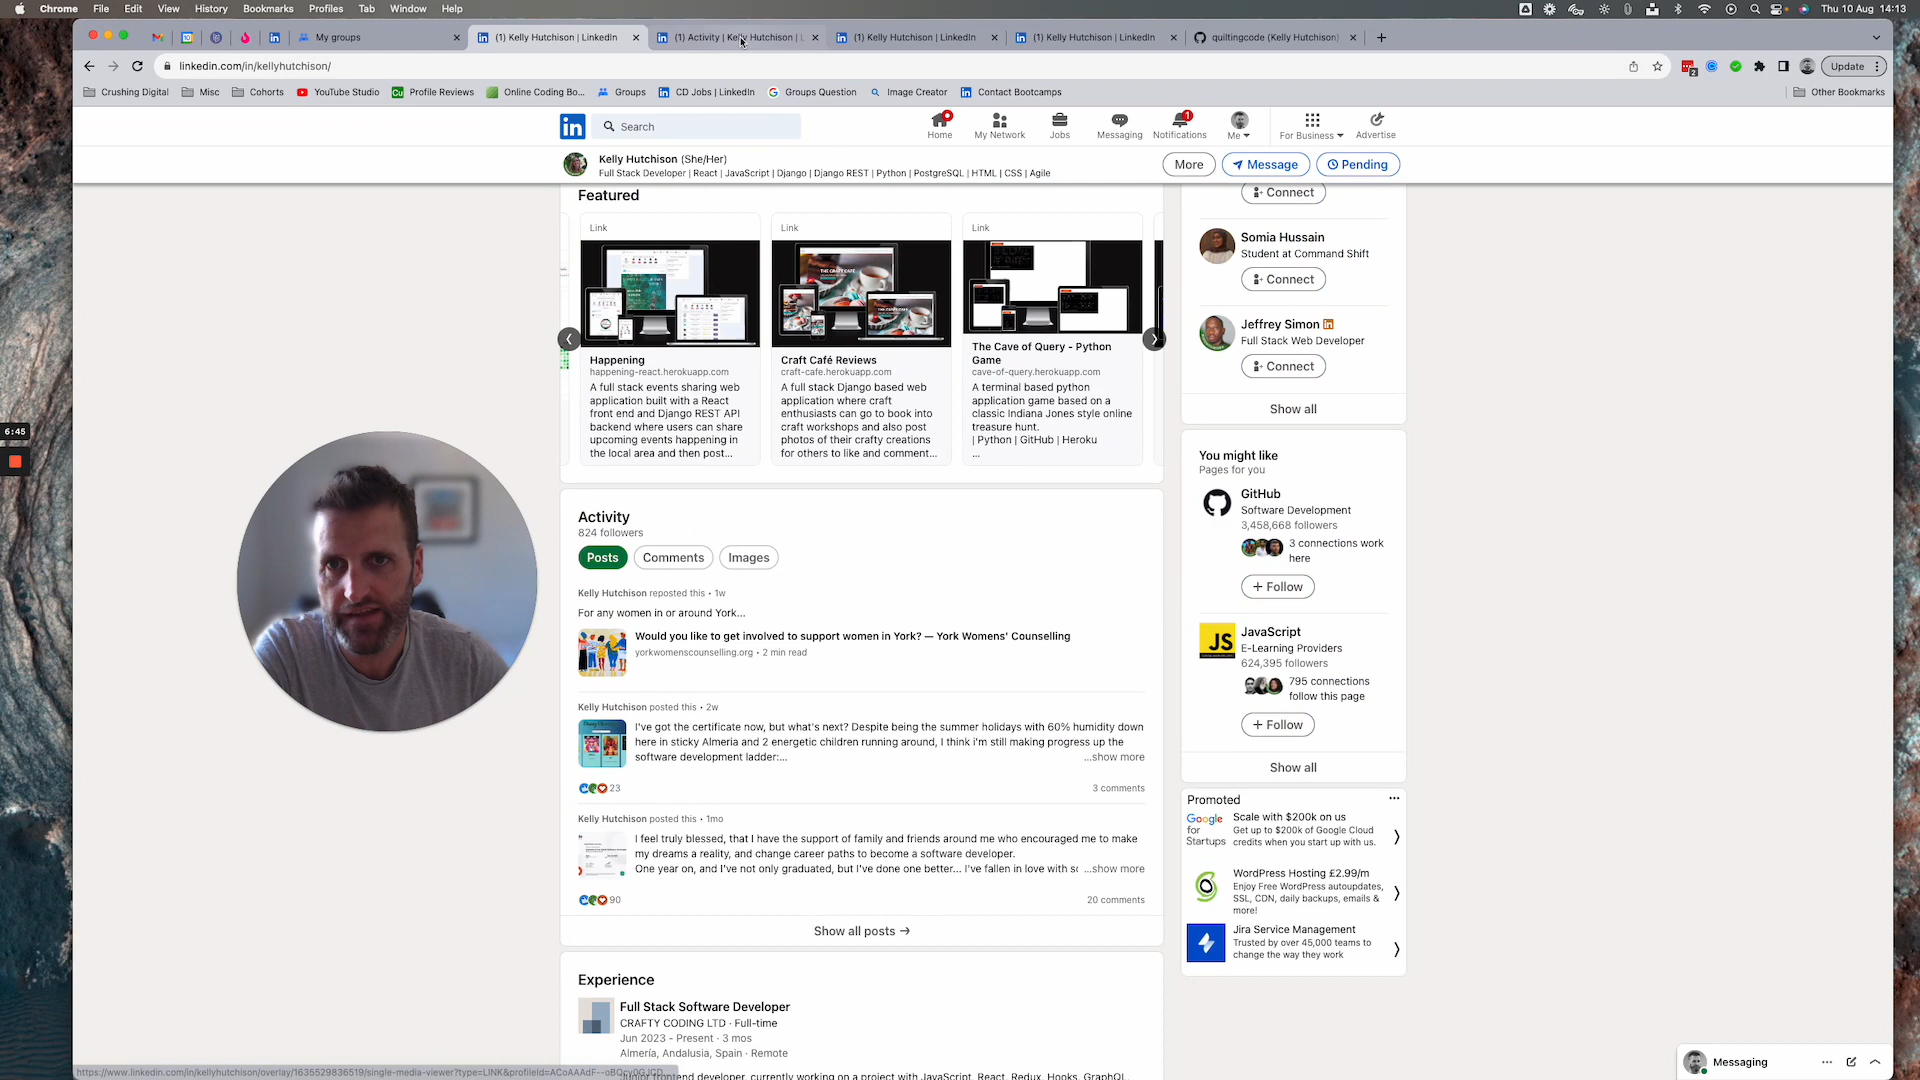 Chrome File Edit View History Bookmarks Profiles Tab Window Help
Thu 10 Aug 14:13
My groups
(1) Kelly Hutchison | LinkedIn
(1) Activity | Kelly Hutchison | L
(1) Kelly Hutchison | LinkedIn
(1) Kelly Hutchison | LinkedIn
quiltingcode (Kelly Hutchison)
linkedin.com/in/kellyhutchison/
Update
Crushing Digital Misc Cohorts YouTube Studio Profile Reviews Online Coding Bo... Groups CD Jobs | LinkedIn Groups Question Image Creator Contact Bootcamps Other Bookmarks
Search
Home My Network Jobs Messaging Notifications Me For Business Advertise
Kelly Hutchison (She/Her)
Full Stack Developer | React | JavaScript | Django | Django REST | Python | PostgreSQL | HTML | CSS | Agile
More Message Pending
Featured
Link
Happening
happening-react.herokuapp.com
A full stack events sharing web
application built with a React
front end and Django REST API
backend where users can share
upcoming events happening in
the local area and then post...
Link
THE CRAFT CAFÉ
Craft Café Reviews
craft-cafe.herokuapp.com
A full stack Django based web
application where craft
enthusiasts can go to book into
craft workshops and also post
photos of their crafty creations
for others to like and comment...
Link
The Cave of Query - Python
Game
cave-of-query.herokuapp.com
A terminal based python
application game based on a
classic Indiana Jones style online
treasure hunt.
| Python | GitHub | Heroku
...
Activity
824 followers
Posts Comments Images
Kelly Hutchison reposted this • 1w
For any women in or around York...
Would you like to get involved to support women in York? — York Womens' Counselling
yorkwomenscounselling.org • 2 min read
Kelly Hutchison posted this • 2w
I've got the certificate now, but what's next? Despite being the summer holidays with 60% humidity down
here in sticky Almeria and 2 energetic children running around, I think i'm still making progress up the
software development ladder:... ...show more
23 3 comments
Kelly Hutchison posted this • 1mo
I feel truly blessed, that I have the support of family and friends around me who encouraged me to make
my dreams a reality, and change career paths to become a software developer.
One year on, and I've not only graduated, but I've done one better... I've fallen in love with sc ...show more
90 20 comments
Show all posts →
Experience
Full Stack Software Developer
CRAFTY CODING LTD · Full-time
Jun 2023 - Present · 3 mos
Almería, Andalusia, Spain · Remote
Junior frontend developer, currently working on a project with JavaScript, React, Redux, Hooks, GraphQL,
Connect
Somia Hussain
Student at Command Shift
Connect
Jeffrey Simon
Full Stack Web Developer
Connect
Show all
You might like
Pages for you
GitHub
Software Development
3,458,668 followers
3 connections work
here
+ Follow
JS
JavaScript
E-Learning Providers
624,395 followers
795 connections
follow this page
+ Follow
Show all
Promoted
Google
for
Startups
Scale with $200k on us
Get up to $200k of Google Cloud
credits when you start up with us.
WordPress Hosting £2.99/m
Enjoy Free WordPress autoupdates,
SSL, CDN, daily backups, emails &
more!
Jira Service Management
Trusted by over 45,000 teams to
change the way they work
Messaging
6:45